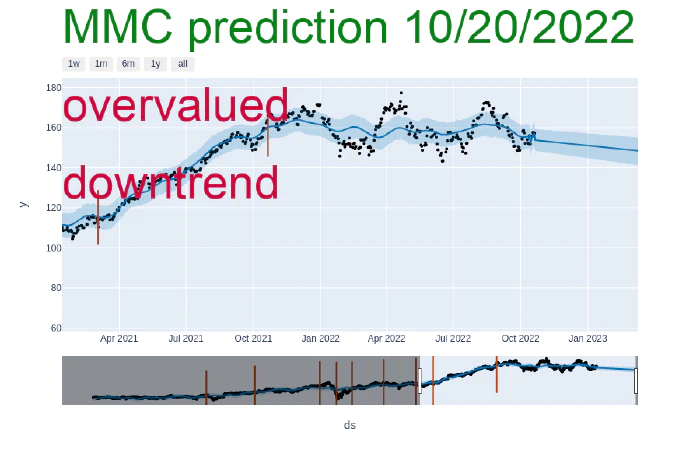 MMC prediction 10/20/2022
1w 1m 6m 1y all
180
overvalued
160
140
downtrend
120
y
100
80
60
Apr 2021 Jul 2021 Oct 2021 Jan 2022 Apr 2022 Jul 2022 Oct 2022 Jan 2023
ds